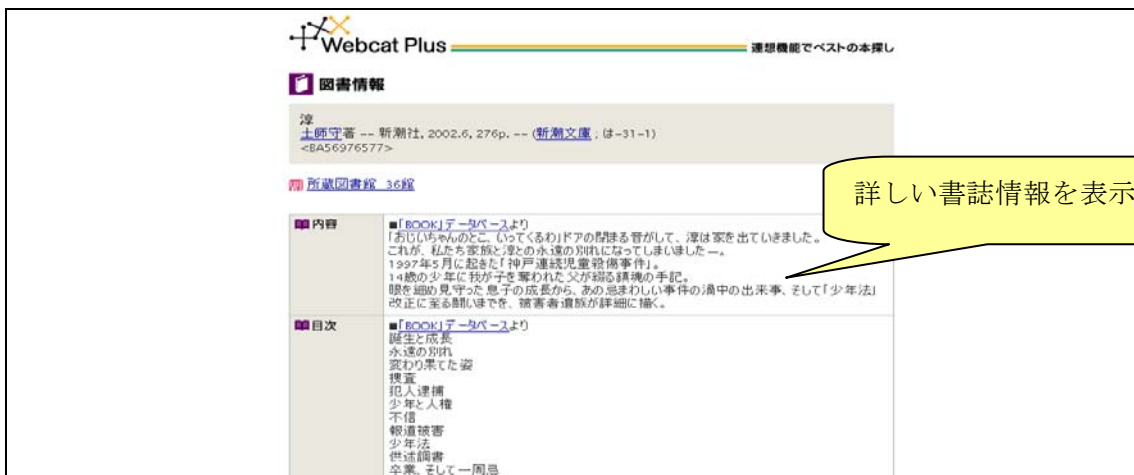 Webcat Plus
連想機能でベストの本探し
図書情報
淳
土師守著 -- 新潮社, 2002.6, 276p. -- (新潮文庫 ; は-31-1)
<BA56976577>
所蔵図書館 36館
詳しい書誌情報を表示
内容
■「BOOK」データベースより
「おじいちゃんのとこ、いってくるわ」ドアの閉まる音がして、淳は家を出ていきました。
これが、私たち家族と淳との永遠の別れになってしまいました―。
1997年5月に起きた「神戸連続児童殺傷事件」。
14歳の少年に我が子を奪われた父が綴る鎮魂の手記。
眼を細め見守った息子の成長から、あの忌まわしい事件の渦中の出来事、そして「少年法」
改正に至る闘いまでを、被害者遺族が詳細に描く。
目次
■「BOOK」データベースより
誕生と成長
永遠の別れ
変わり果てた姿
捜査
犯人逮捕
少年と人権
不信
報道被害
少年法
供述調書
卒業、そして一周忌